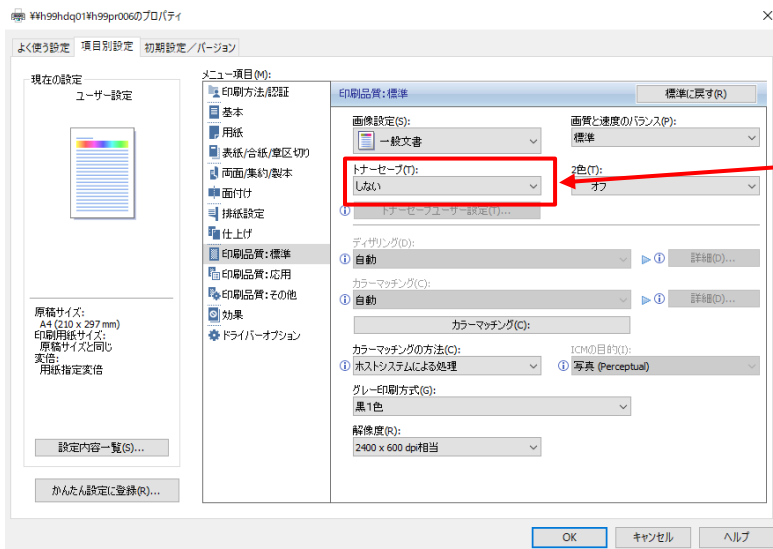 ¥¥h99hdq01¥h99pr006のプロパティ
よく使う設定 項目別設定 初期設定／バージョン
現在の設定
ユーザー設定
原稿サイズ:
A4 (210 x 297 mm)
印刷用紙サイズ:
原稿サイズと同じ
変倍:
用紙指定変倍
設定内容一覧(S)...
かんたん設定に登録(R)...
メニュー項目(M):
印刷方法/認証
基本
用紙
表紙/合紙/章区切り
両面/集約/製本
面付け
排紙設定
仕上げ
印刷品質:標準
印刷品質:応用
印刷品質:その他
効果
ドライバーオプション
印刷品質:標準
標準に戻す(R)
画像設定(S):
一般文書
画質と速度のバランス(P):
標準
トナーセーブ(T):
しない
2色(T):
オフ
トナーセーブユーザー設定(T)...
ディザリング(D):
自動
詳細(D)...
カラーマッチング(C):
自動
詳細(D)...
カラーマッチング(C):
カラーマッチングの方法(C):
ホストシステムによる処理
ICMの目的(I):
写真 (Perceptual)
グレー印刷方式(G):
黒1色
解像度(R):
2400 x 600 dpi相当
OK キャンセル ヘルプ